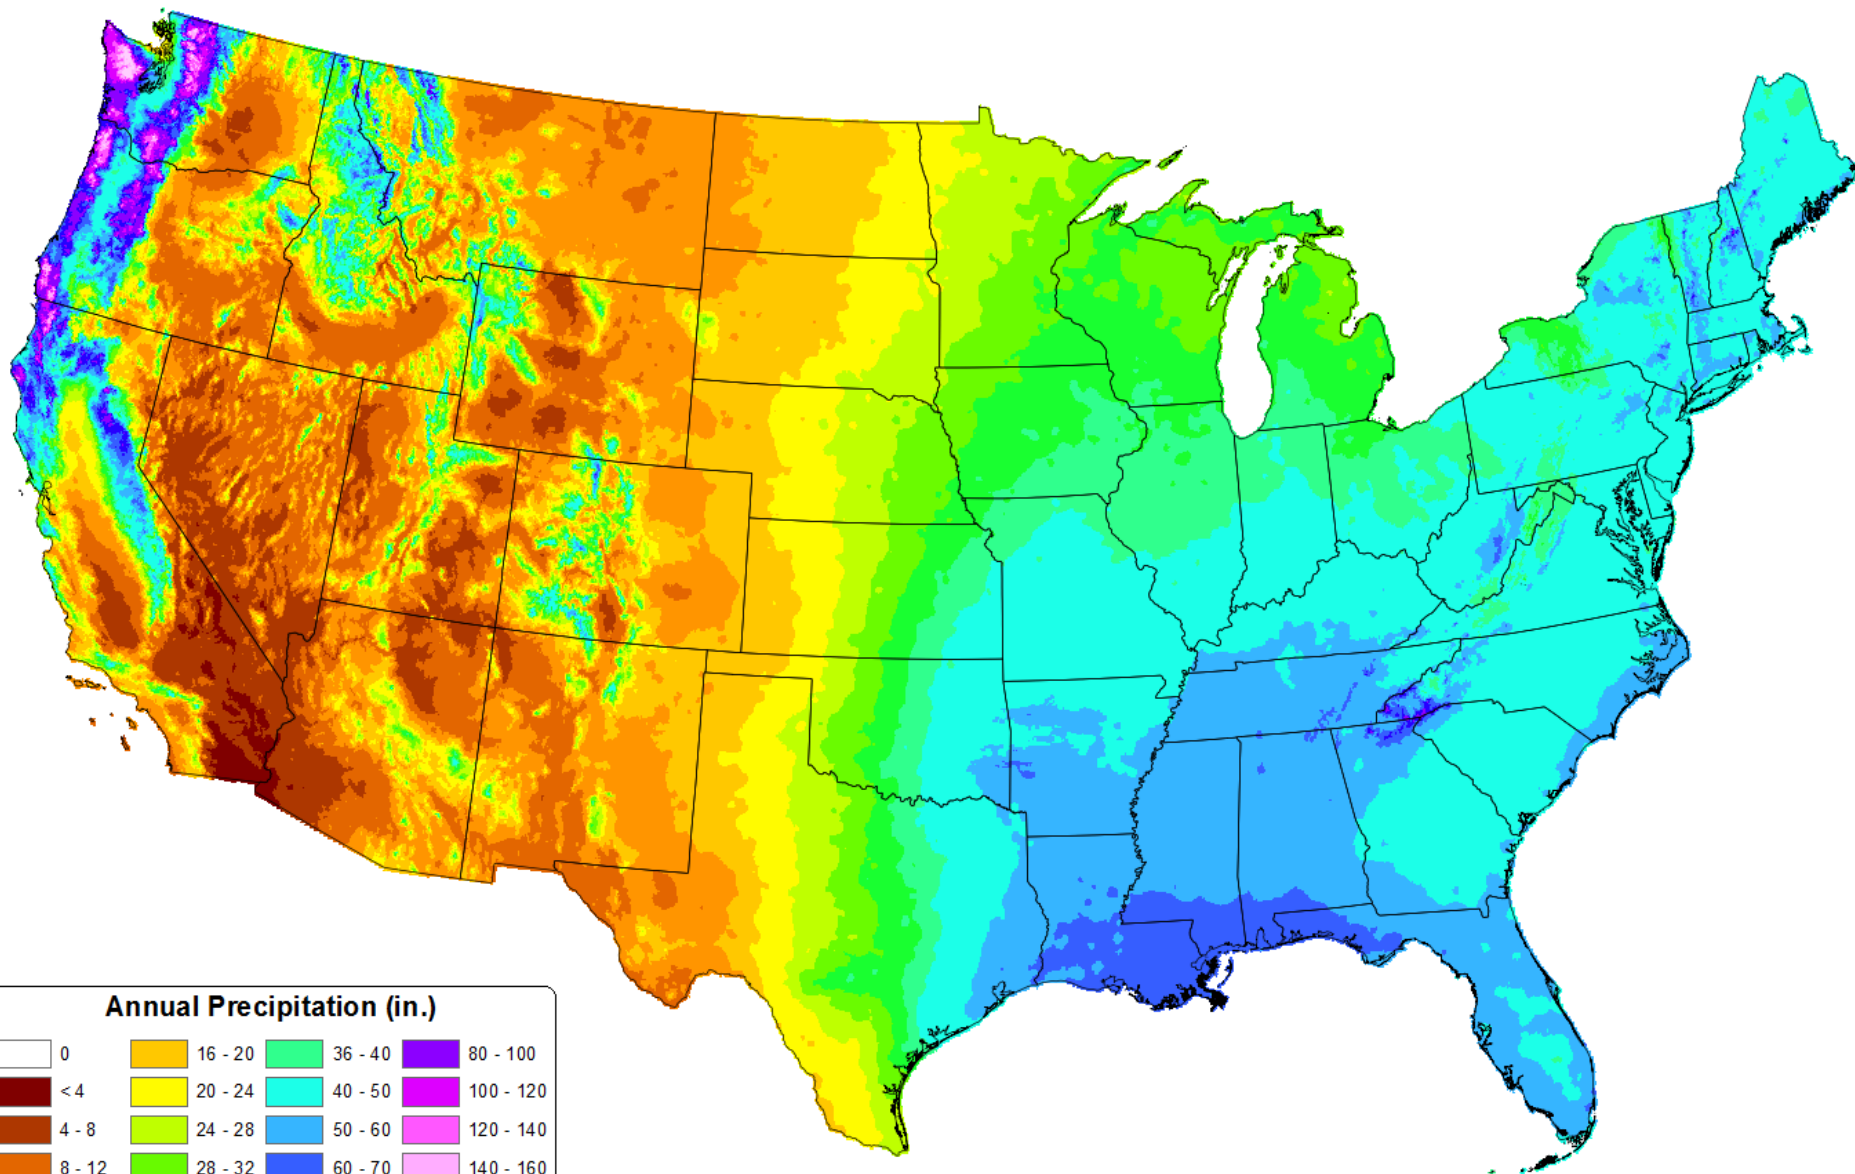 Annual Precipitation (in.)
0 16 - 20 36 - 40 80 - 100
< 4 20 - 24 40 - 50 100 - 120
4 - 8 24 - 28 50 - 60 120 - 140
8 - 12 28 - 32 60 - 70 140 - 160